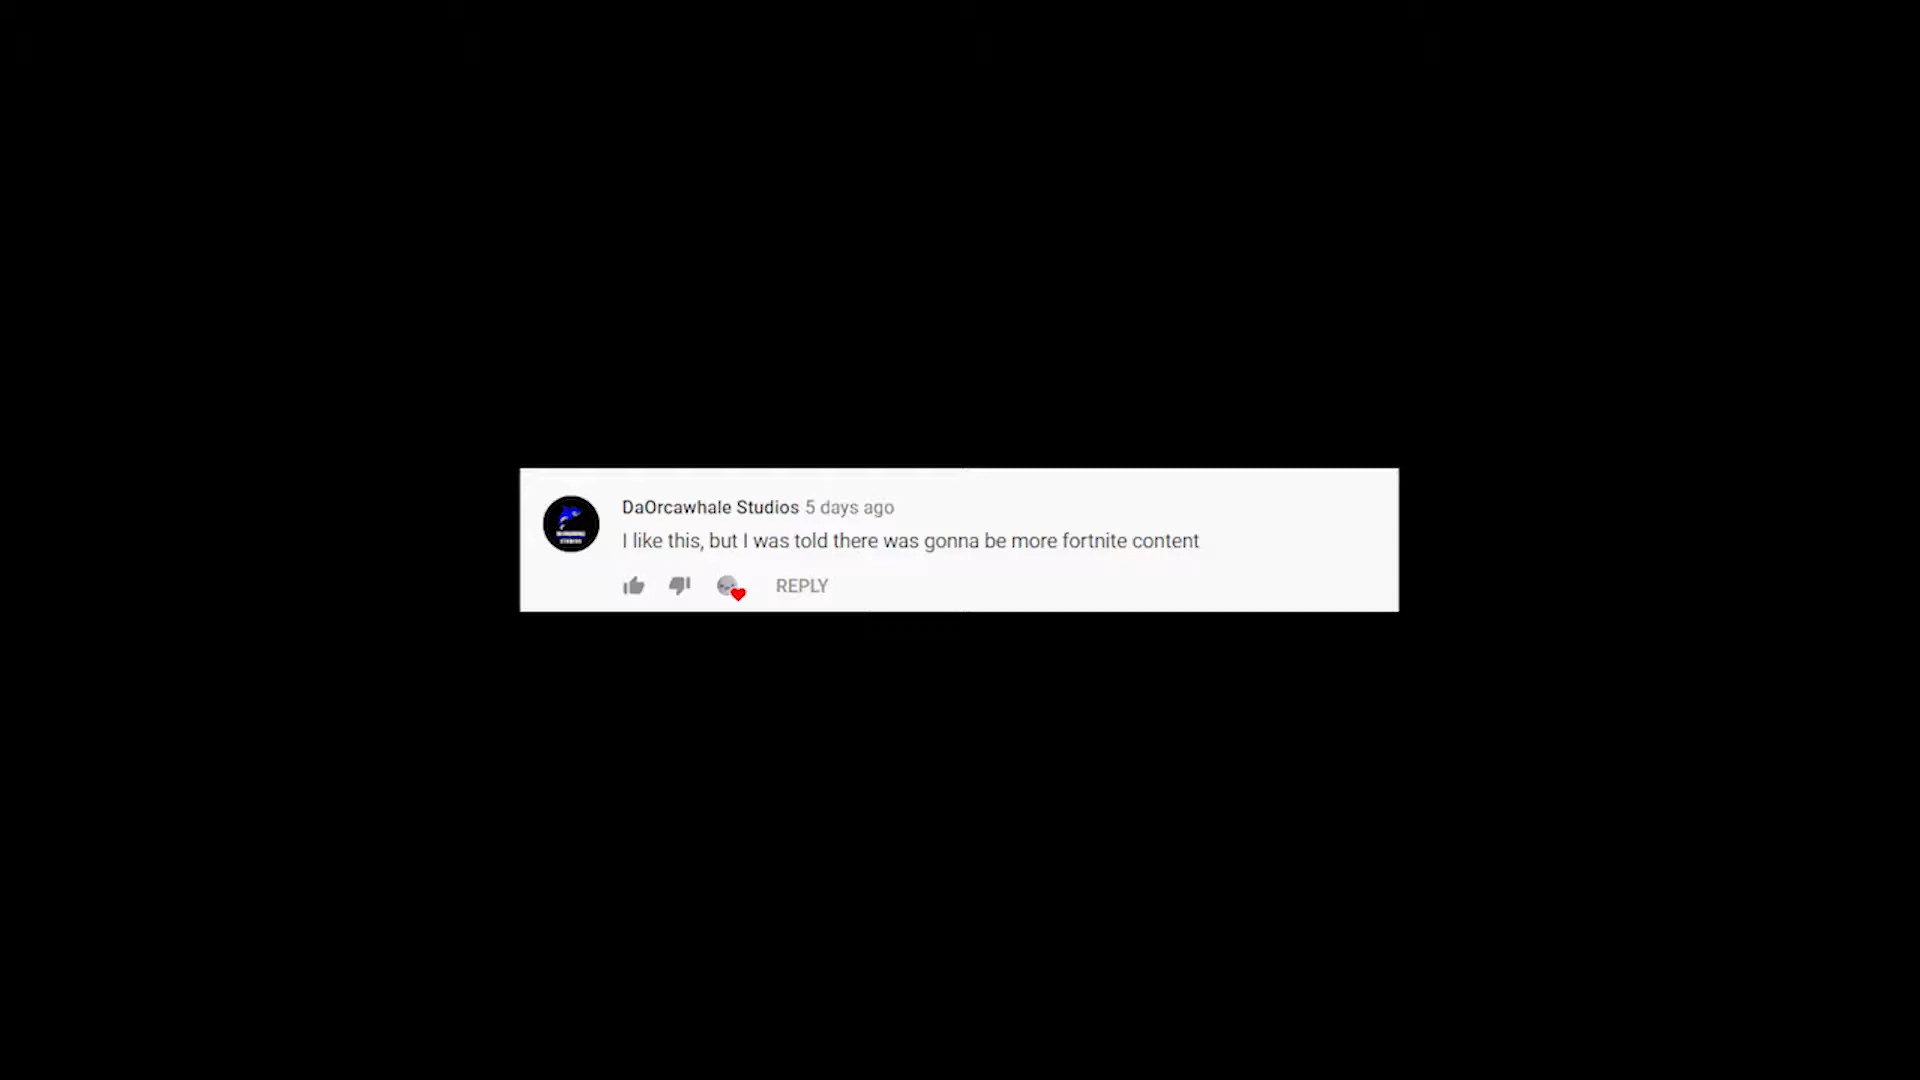 DaOrcawhale Studios 5 days ago
I like this, but I was told there was gonna be more fortnite content
REPLY